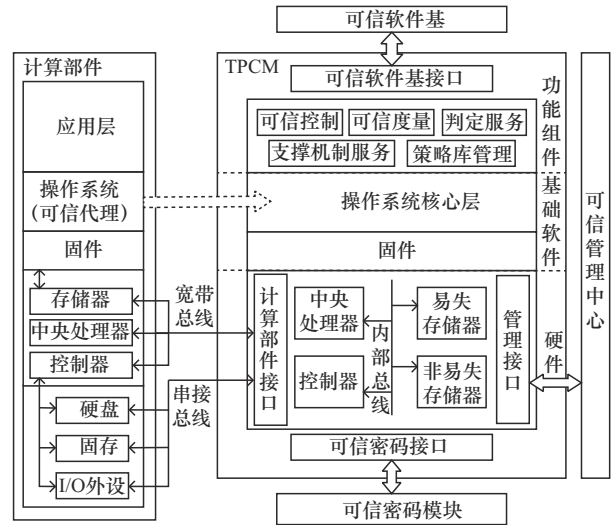 可信软件基
计算部件
TPCM
可信软件基接口
应用层
操作系统
(可信代理)
固件
存储器
中央处理器
控制器
硬盘
固存
I/O外设
宽带
总线
串接
总线
可信控制
可信度量
判定服务
支撑机制服务
策略库管理
操作系统核心层
固件
计算部件接口
中央
处理器
控制器
内部总线
易失
存储器
非易失
存储器
管理接口
功能组件
基础软件
硬件
可信管理中心
可信密码接口
可信密码模块